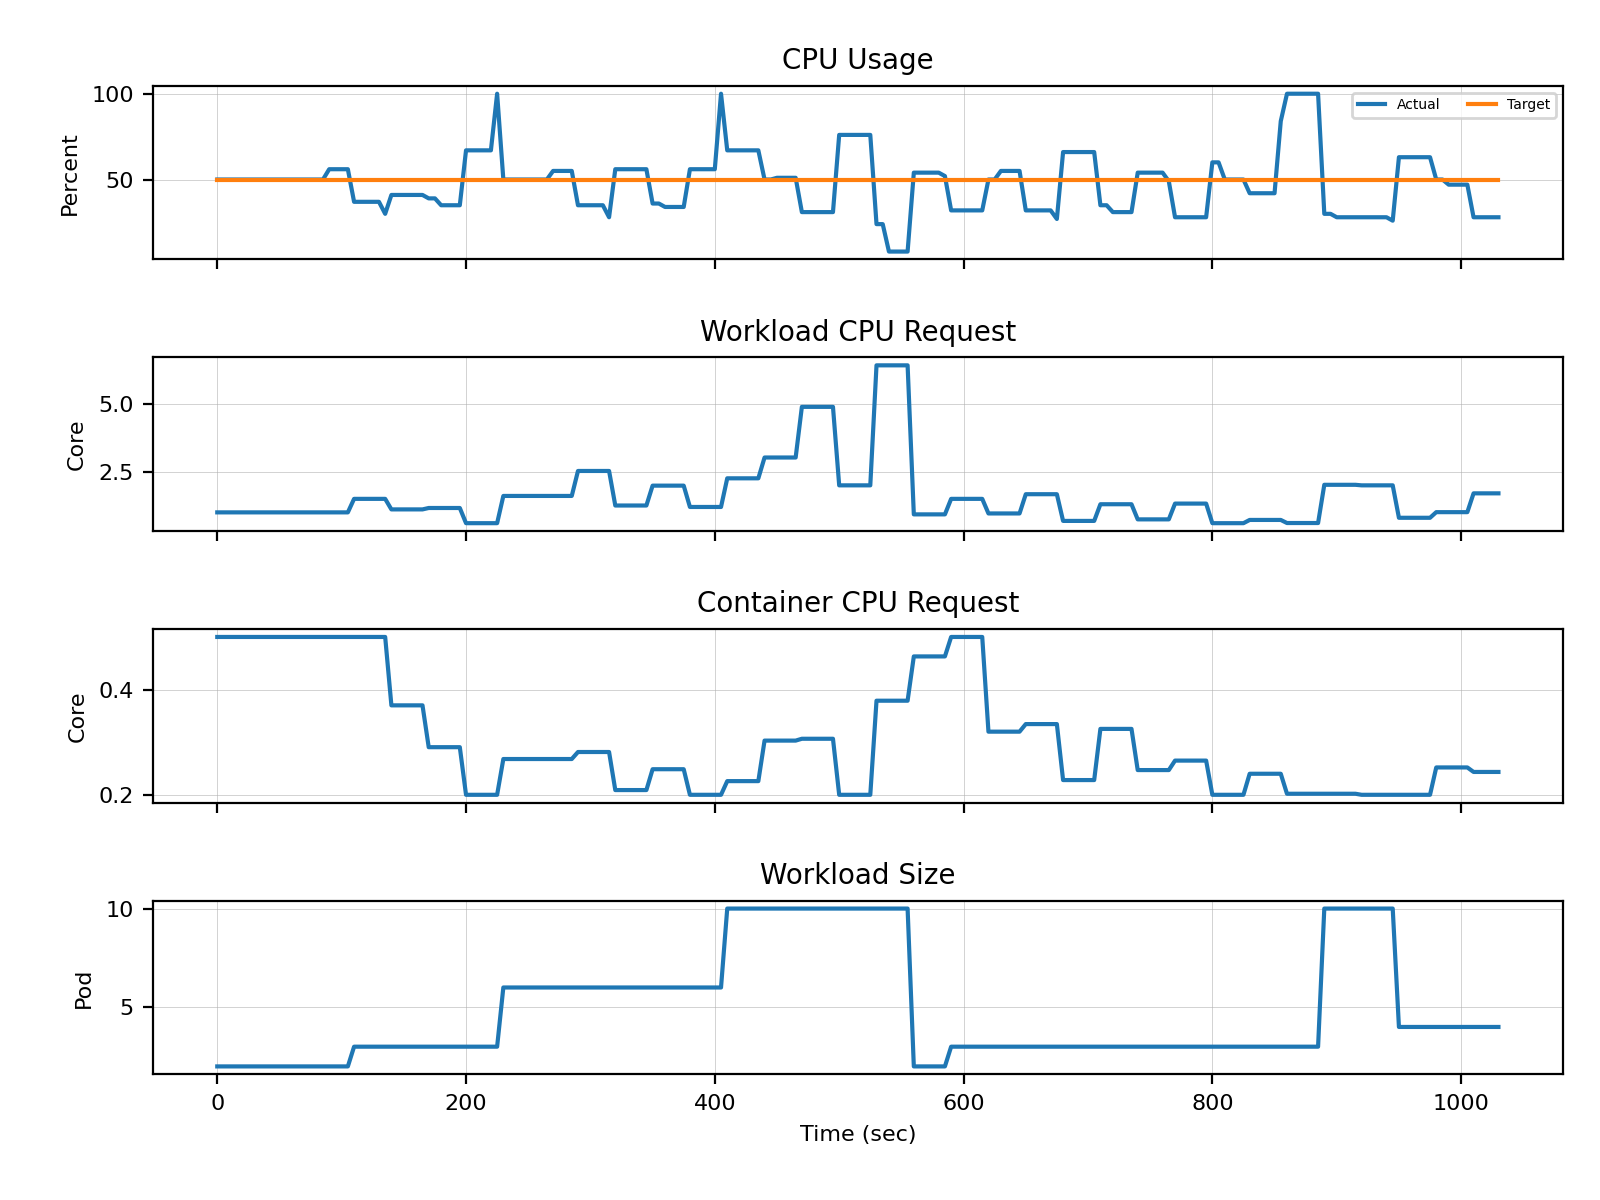 CPU Usage
Percent
100
50
Actual Target
Workload CPU Request
Core
5.0
2.5
Container CPU Request
Core
0.4
0.2
Workload Size
Pod
10
5
0 200 400 600 800 1000
Time (sec)